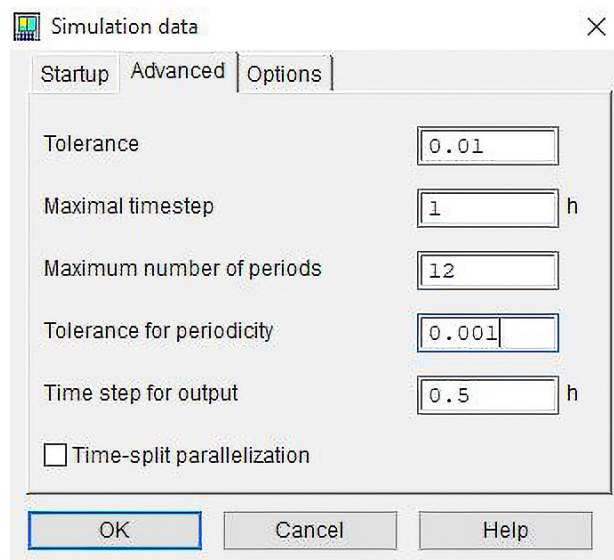 Simulation data
Startup Advanced Options
Tolerance 0.01
Maximal timestep 1 h
Maximum number of periods 12
Tolerance for periodicity 0.001
Time step for output 0.5 h
Time-split parallelization
OK Cancel Help